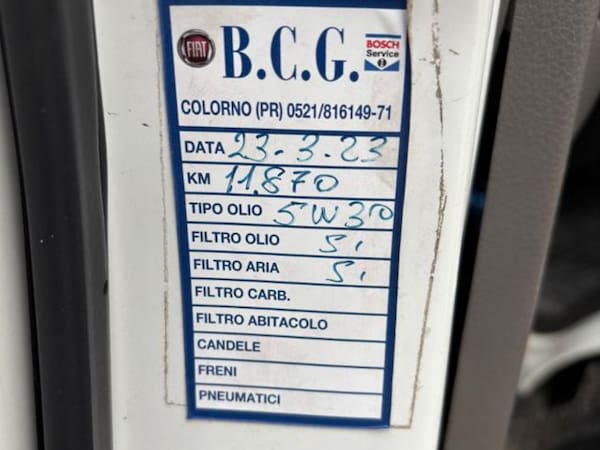 FIAT B.C.G. BOSCH Service
COLORNO (PR) 0521/816149-71
DATA 23.3.23
KM 11.870
TIPO OLIO 5W30
FILTRO OLIO Si
FILTRO ARIA Si
FILTRO CARB.
FILTRO ABITACOLO
CANDELE
FRENI
PNEUMATICI